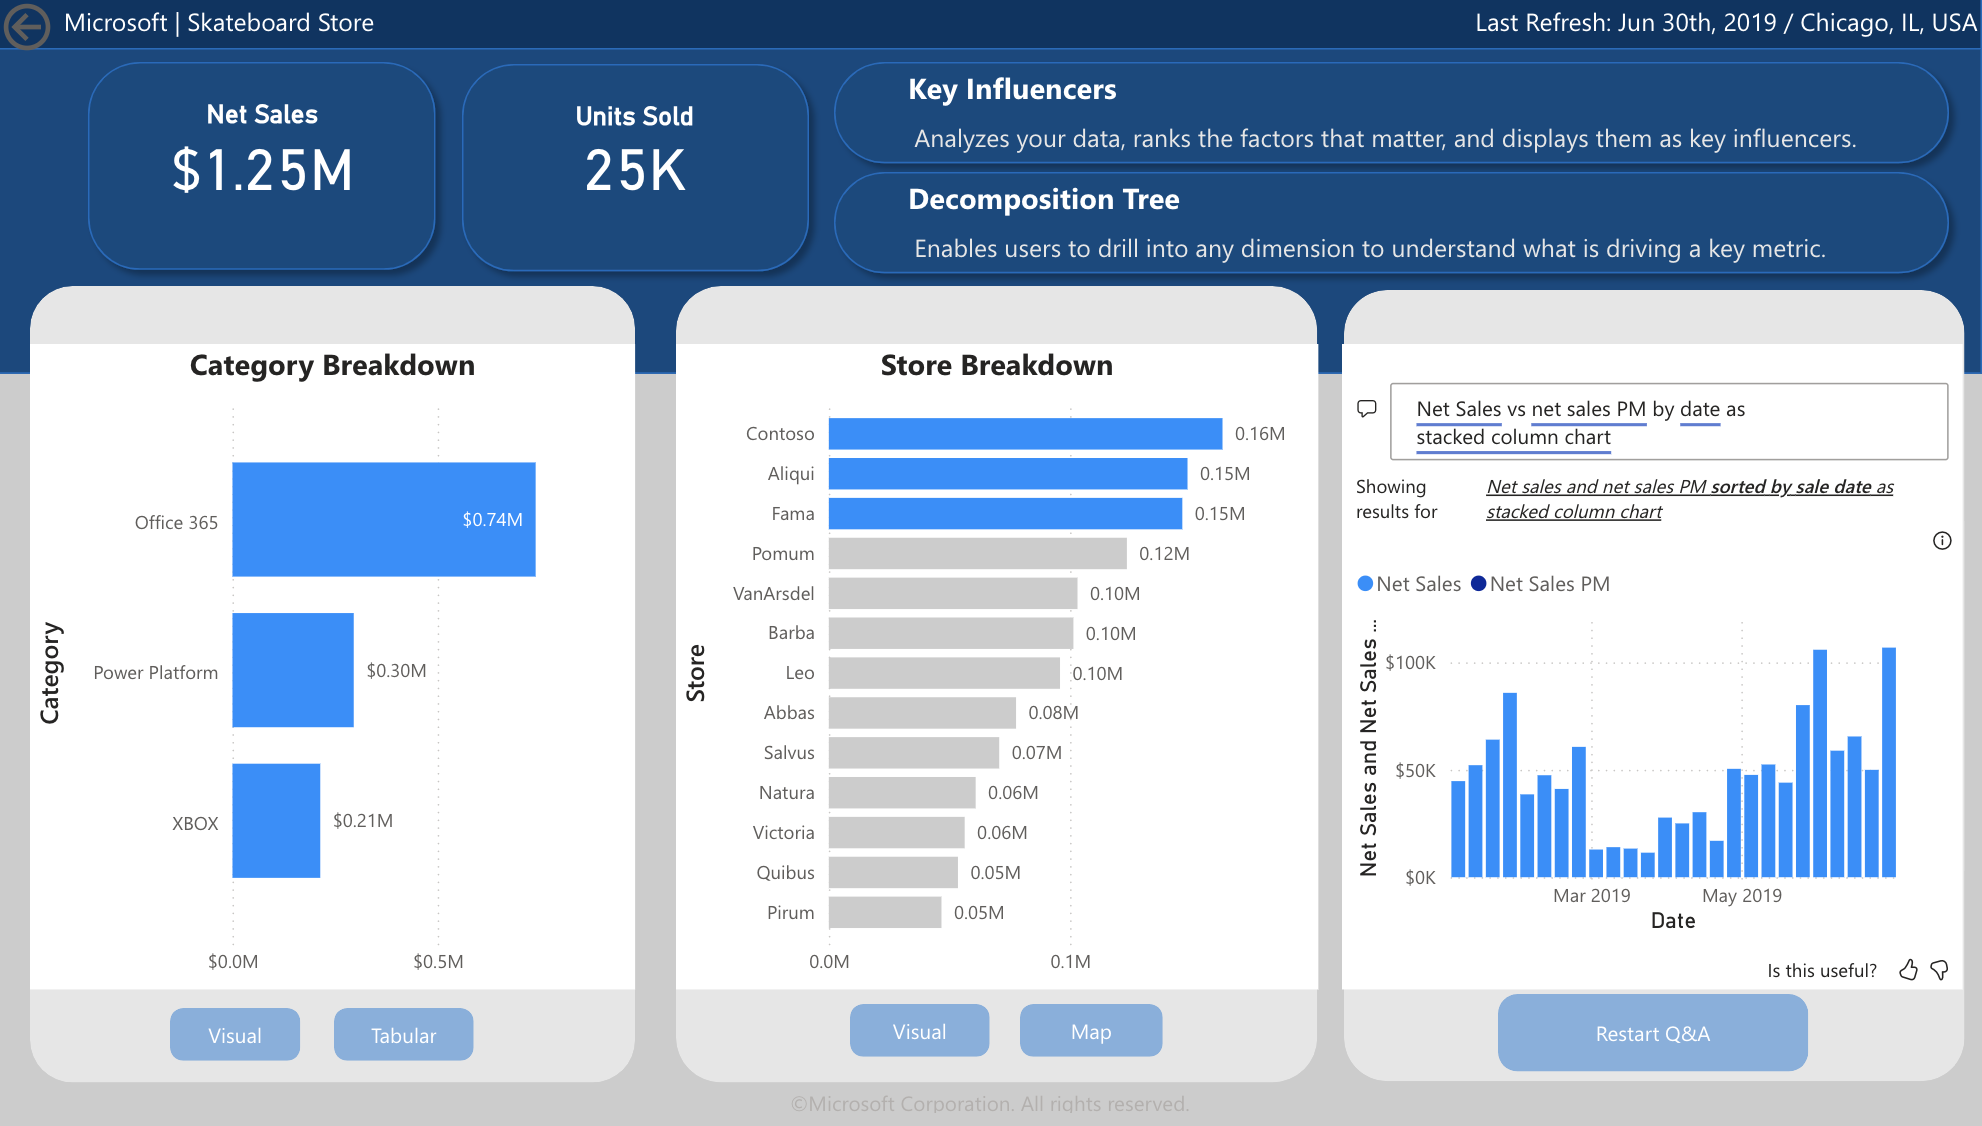 Microsoft | Skateboard Store
Last Refresh: Jun 30th, 2019 / Chicago, IL, USA
Net Sales
$1.25M
Units Sold
25K
Key Influencers
Analyzes your data, ranks the factors that matter, and displays them as key influencers.
Decomposition Tree
Enables users to drill into any dimension to understand what is driving a key metric.
Category Breakdown
Category
Office 365
$0.74M
Power Platform
$0.30M
XBOX
$0.21M
$0.0M
$0.5M
Visual
Tabular
Store Breakdown
Store
Contoso
0.16M
Aliqui
0.15M
Fama
0.15M
Pomum
0.12M
VanArsdel
0.10M
Barba
0.10M
Leo
0.10M
Abbas
0.08M
Salvus
0.07M
Natura
0.06M
Victoria
0.06M
Quibus
0.05M
Pirum
0.05M
0.0M
0.1M
Visual
Map
Net Sales vs net sales PM by date as
stacked column chart
Showing
results for
Net sales and net sales PM sorted by sale date as
stacked column chart
Net Sales
Net Sales PM
Net Sales and Net Sales ...
$100K
$50K
$0K
Mar 2019
May 2019
Date
Is this useful?
Restart Q&A
©Microsoft Corporation. All rights reserved.